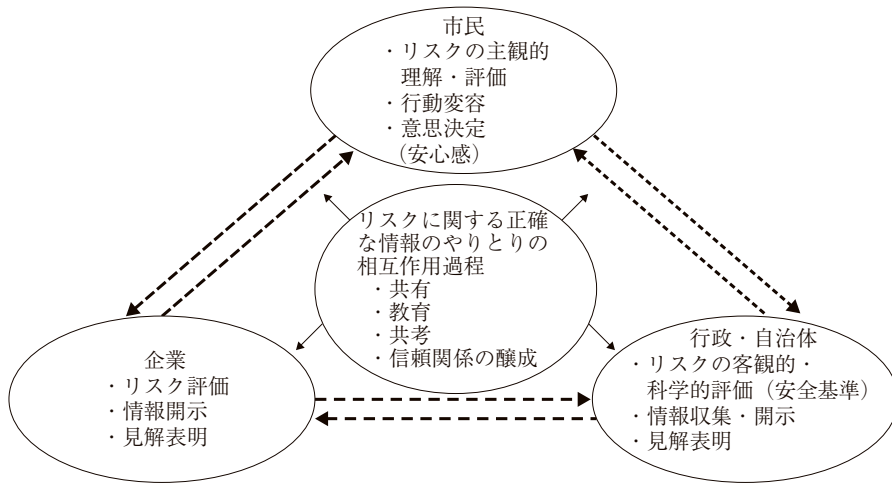 市民
・リスクの主観的
理解・評価
・行動変容
・意思決定
（安心感）
リスクに関する正確
な情報のやりとりの
相互作用過程
・共有
・教育
・共考
・信頼関係の醸成
企業
・リスク評価
・情報開示
・見解表明
行政・自治体
・リスクの客観的・
科学的評価（安全基準）
・情報収集・開示
・見解表明